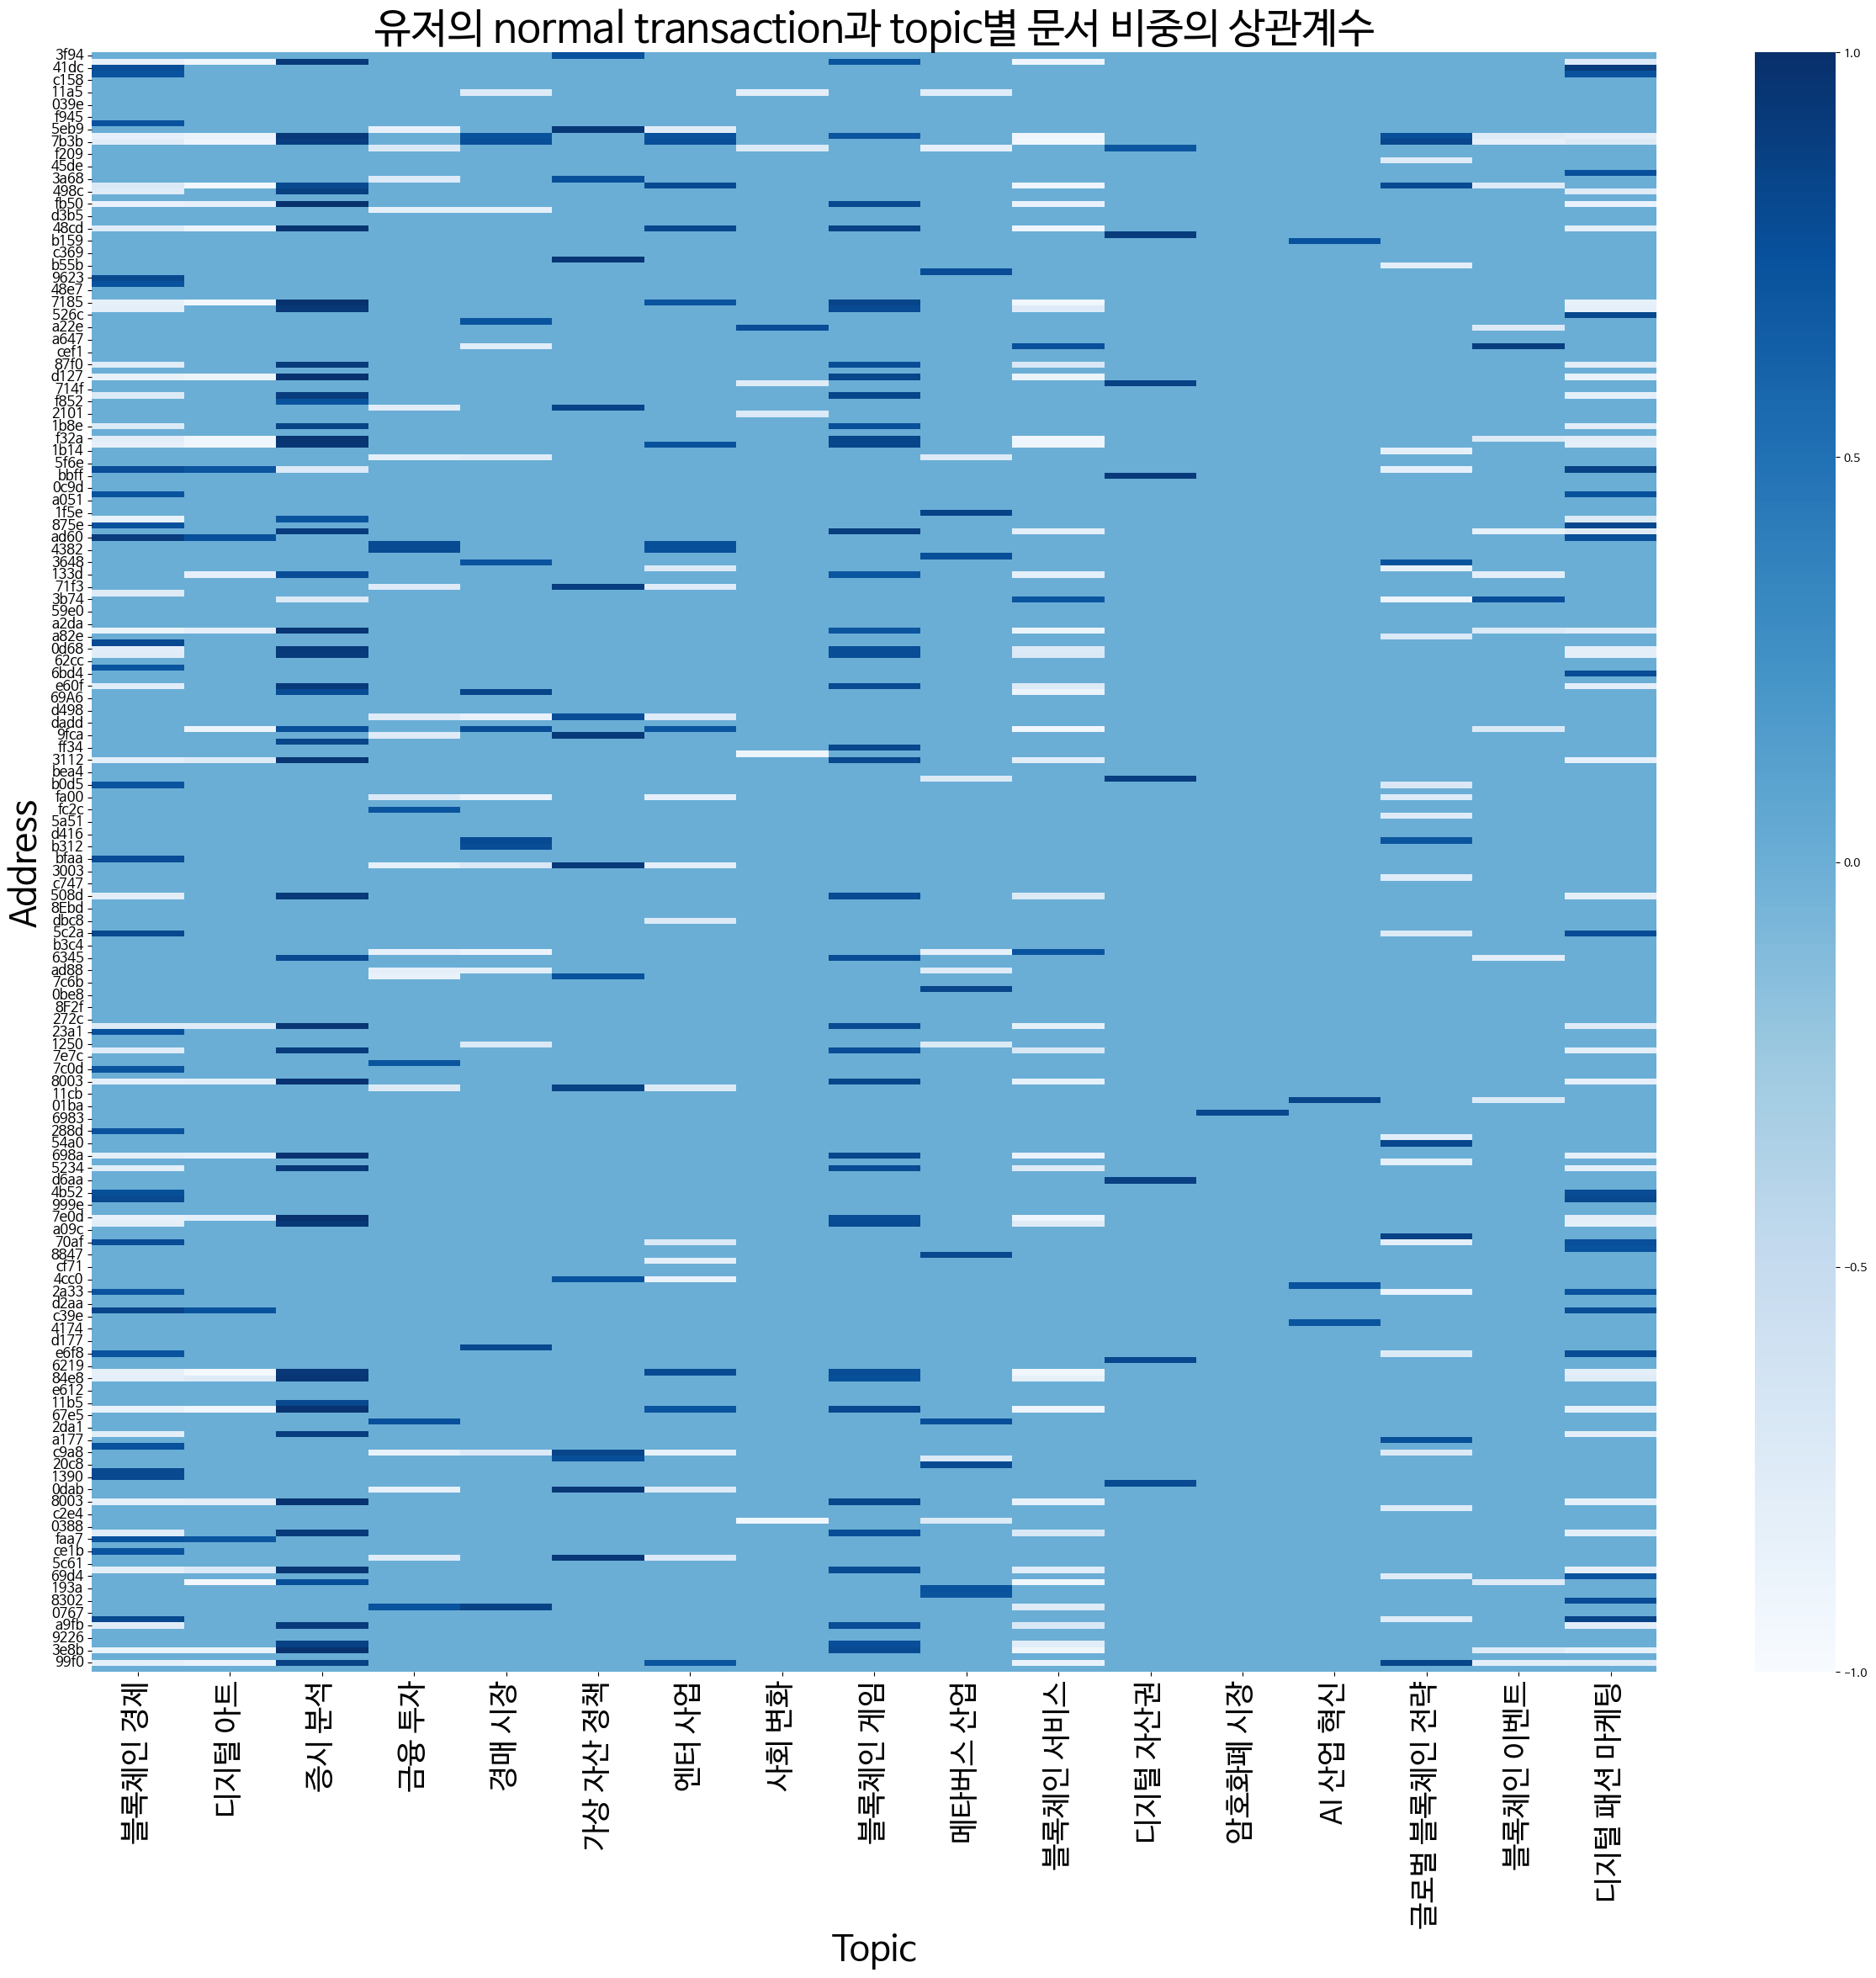 유저의 normal transaction과 topic별 문서 비중의 상관계수
Address
3f94
41dc
c158
11a5
039e
f945
5eb9
7b3b
f209
45de
3a68
498c
fb50
d3b5
48cd
b159
c369
b55b
9623
48e7
7185
526c
a22e
a647
cef1
87f0
d127
714f
f852
2101
1b8e
f32a
1b14
5f6e
bbff
0c9d
a051
1f5e
875e
ad60
4382
3648
133d
71f3
3b74
59e0
a2da
a82e
0d68
62cc
6bd4
e60f
69A6
d498
dadd
9fca
ff34
3112
bea4
b0d5
fa00
fc2c
5a51
d416
b312
bfaa
3003
c747
508d
8Ebd
dbc8
5c2a
b3c4
6345
ad88
7c6b
0be8
8F2f
272c
23a1
1250
7e7c
7c0d
8003
11cb
01ba
6983
288d
54a0
698a
5234
d6aa
4b52
999e
7e0d
a09c
70af
8847
cf71
4cc0
2a33
d2aa
c39e
4174
d177
e6f8
6219
84e8
e612
11b5
67e5
2da1
a177
c9a8
20c8
1390
0dab
8003
c2e4
0388
faa7
ce1b
5c61
69d4
193a
8302
0767
a9fb
9226
3e8b
99f0
블록체인 경제
디지털 아트
증시 분석
금융 투자
경매 시장
가상 자산 정책
엔터 사업
사회 변화
블록체인 게임
메타버스 산업
블록체인 서비스
디지털 자산권
암호화폐 시장
AI 산업 혁신
글로벌 블록체인 전략
블록체인 이벤트
디지털 패션 마케팅
Topic
1.0
0.5
0.0
−0.5
−1.0